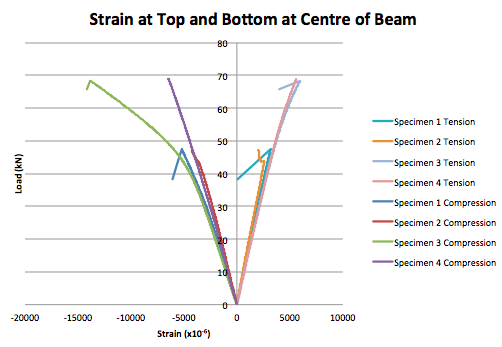 Strain at Top and Bottom at Centre of Beam
80
70
60
50
40
30
20
10
0
Load (kN)
-20000 -15000 -10000 -5000 0 5000 10000
Strain (x10⁻⁶)
Specimen 1 Tension
Specimen 2 Tension
Specimen 3 Tension
Specimen 4 Tension
Specimen 1 Compression
Specimen 2 Compression
Specimen 3 Compression
Specimen 4 Compression